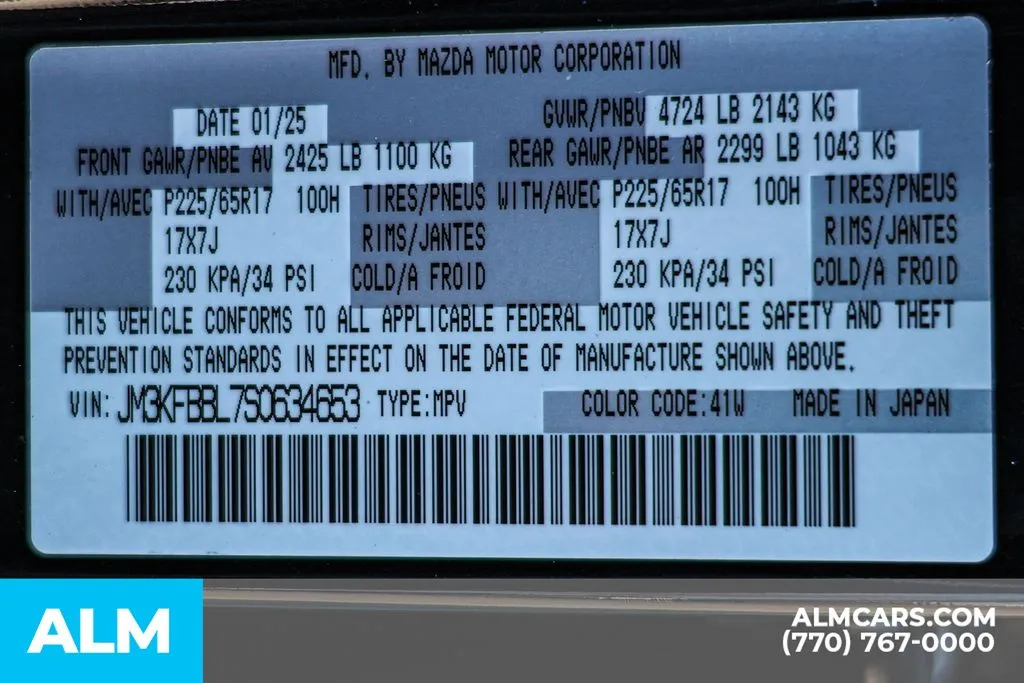 MFD. BY MAZDA MOTOR CORPORATION
DATE 01/25 GVWR/PNBV 4724 LB 2143 KG
FRONT GAWR/PNBE AV 2425 LB 1100 KG REAR GAWR/PNBE AR 2299 LB 1043 KG
WITH/AVEC P225/65R17 100H TIRES/PNEUS WITH/AVEC P225/65R17 100H TIRES/PNEUS
17X7J RIMS/JANTES 17X7J RIMS/JANTES
230 KPA/34 PSI COLD/A FROID 230 KPA/34 PSI COLD/A FROID
THIS VEHICLE CONFORMS TO ALL APPLICABLE FEDERAL MOTOR VEHICLE SAFETY AND THEFT
PREVENTION STANDARDS IN EFFECT ON THE DATE OF MANUFACTURE SHOWN ABOVE.
VIN: JM3KFBBL7S0634653 TYPE:MPV COLOR CODE:41W MADE IN JAPAN
ALM
ALMCARS.COM
(770) 767-0000